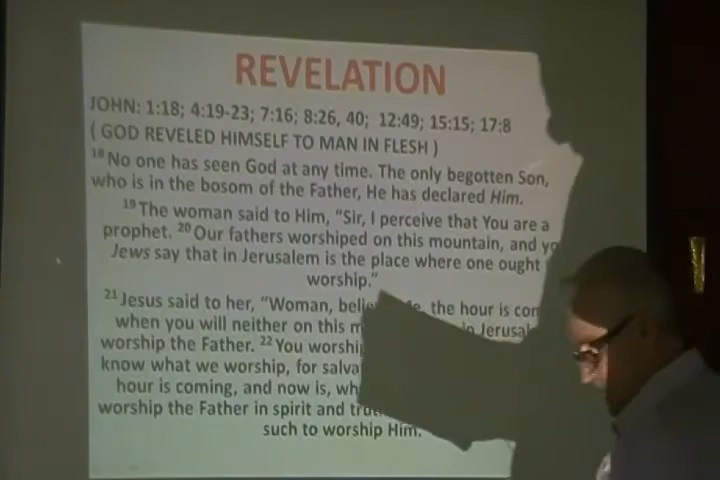 REVELATION
JOHN: 1:18; 4:19-23; 7:16; 8:26, 40; 12:49; 15:15; 17:8
( GOD REVELED HIMSELF TO MAN IN FLESH )
18 No one has seen God at any time. The only begotten Son,
who is in the bosom of the Father, He has declared Him.
19 The woman said to Him, “Sir, I perceive that You are a
prophet. 20 Our fathers worshiped on this mountain, and
Jews say that in Jerusalem is the place where one ought
worship.”
21 Jesus said to her, “Woman, the hour is
when you will neither on this in
worship the Father. 22 You
know what we worship, for
hour is coming, and now is,
worship the Father in spirit and
such to worship Him.